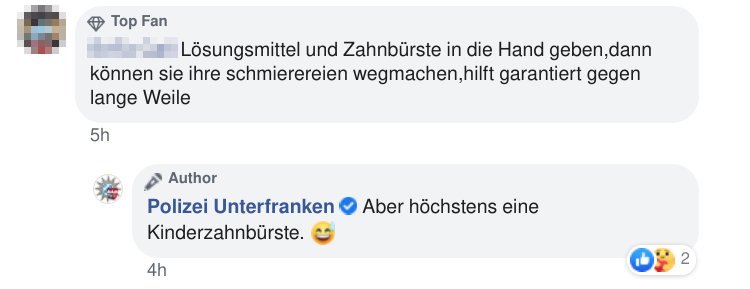 Top Fan
Lösungsmittel und Zahnbürste in die Hand geben,dann
können sie ihre schmierereien wegmachen,hilft garantiert gegen
lange Weile
5h
Author
Polizei Unterfranken Aber höchstens eine
Kinderzahnbürste. 😅
2
4h